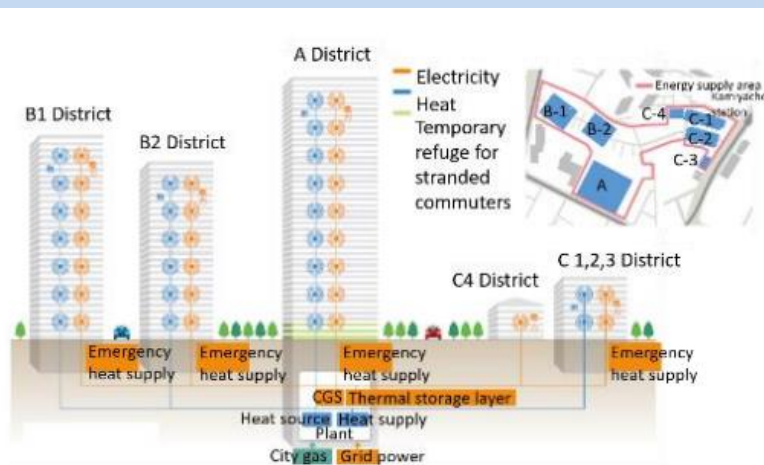 A District
B1 District
B2 District
Electricity
Heat
Temporary
refuge for
stranded
commuters
Energy supply area
Kamiyacho
station
B-1
B-2
C-4
C-1
C-2
C-3
A
C4 District
C 1,2,3 District
Emergency
heat supply
Emergency
heat supply
Emergency
heat supply
Emergency
heat supply
CGS
Thermal storage layer
Heat source
Heat supply
Plant
City gas
Grid power